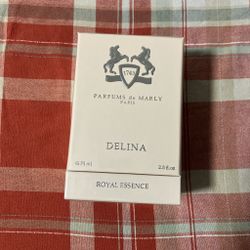 1743
PARFUMS de MARLY
PARIS
DELINA
℮ 75 ml 2.5 fl.oz
ROYAL ESSENCE